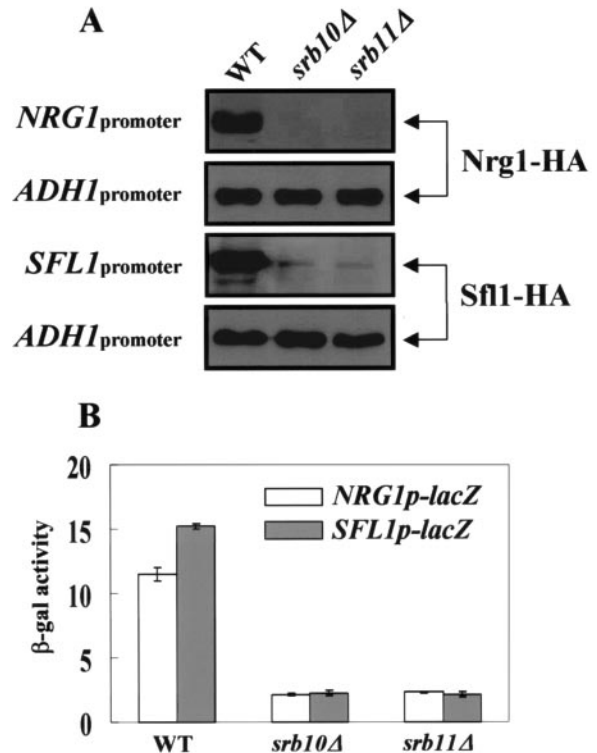 A
WT srb10Δ srb11Δ
NRG1promoter
ADH1promoter
Nrg1-HA
SFL1promoter
ADH1promoter
Sfl1-HA
B
20
15
10
5
0
β-gal activity
NRG1p-lacZ
SFL1p-lacZ
WT srb10Δ srb11Δ